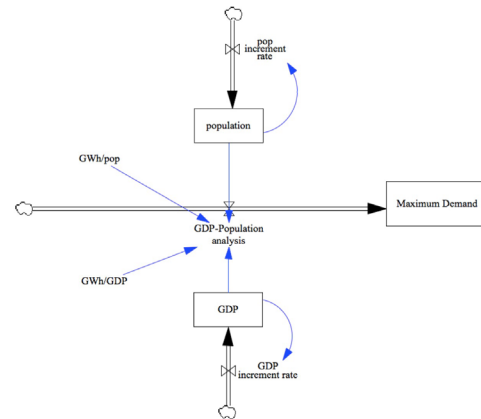 pop
increment
rate
population
GWh/pop
Maximum Demand
GDP-Population
analysis
GWh/GDP
GDP
GDP
increment rate